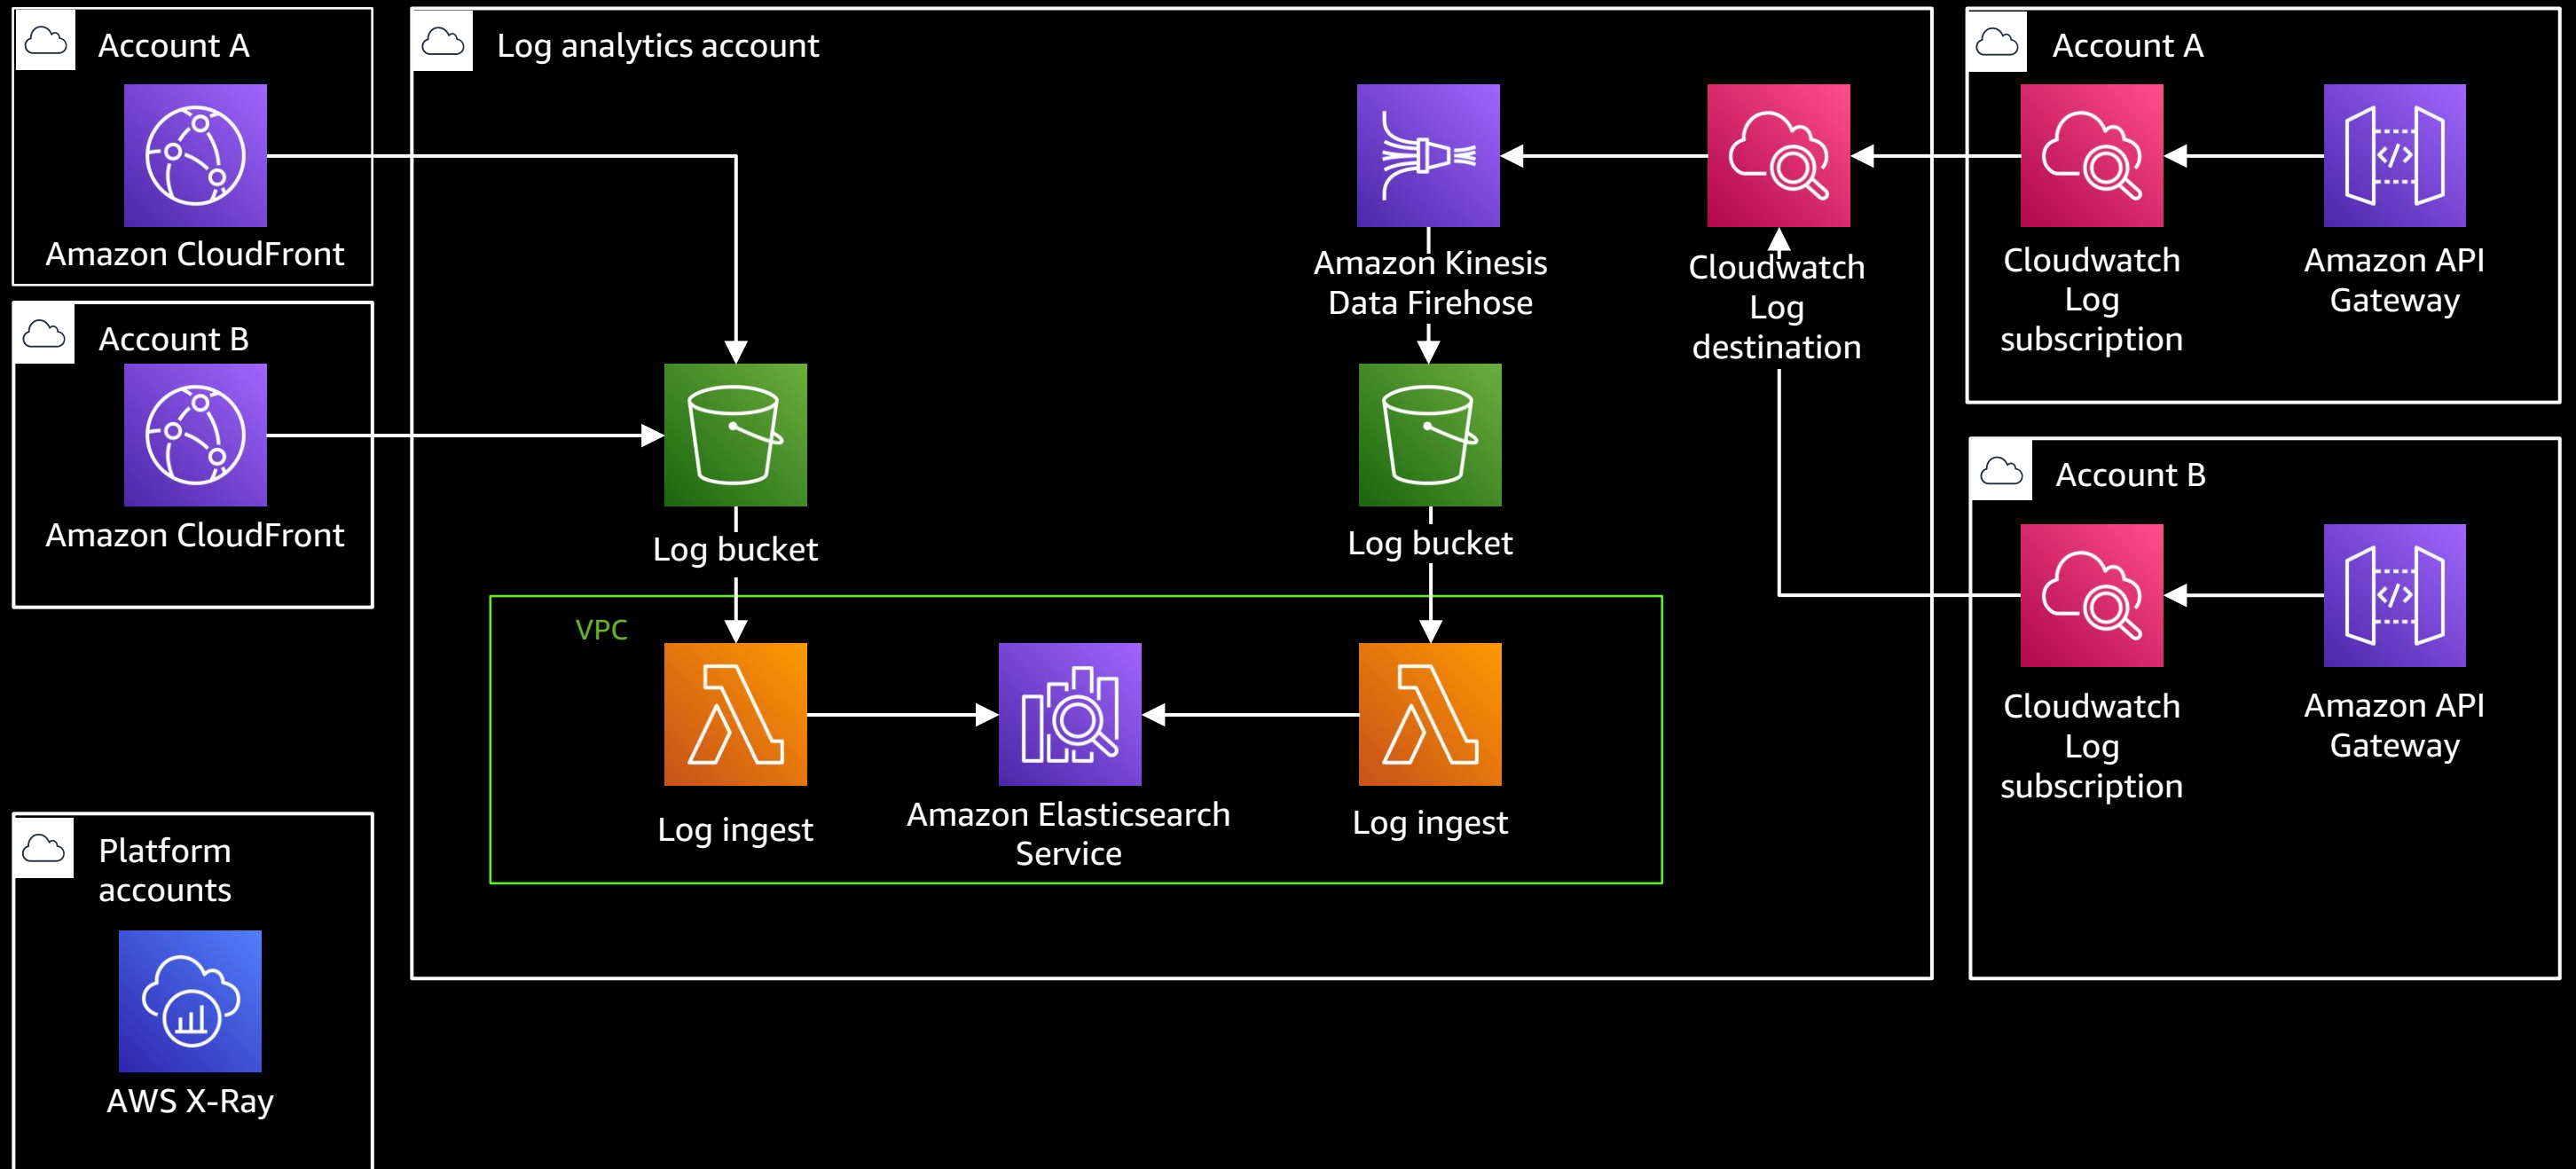 Account A
Amazon CloudFront
Account B
Amazon CloudFront
Platform
accounts
AWS X-Ray
Log analytics account
Amazon Kinesis
Data Firehose
Cloudwatch
Log
destination
Log bucket
Log bucket
VPC
Log ingest
Amazon Elasticsearch
Service
Log ingest
Account A
Cloudwatch
Log
subscription
Amazon API
Gateway
Account B
Cloudwatch
Log
subscription
Amazon API
Gateway